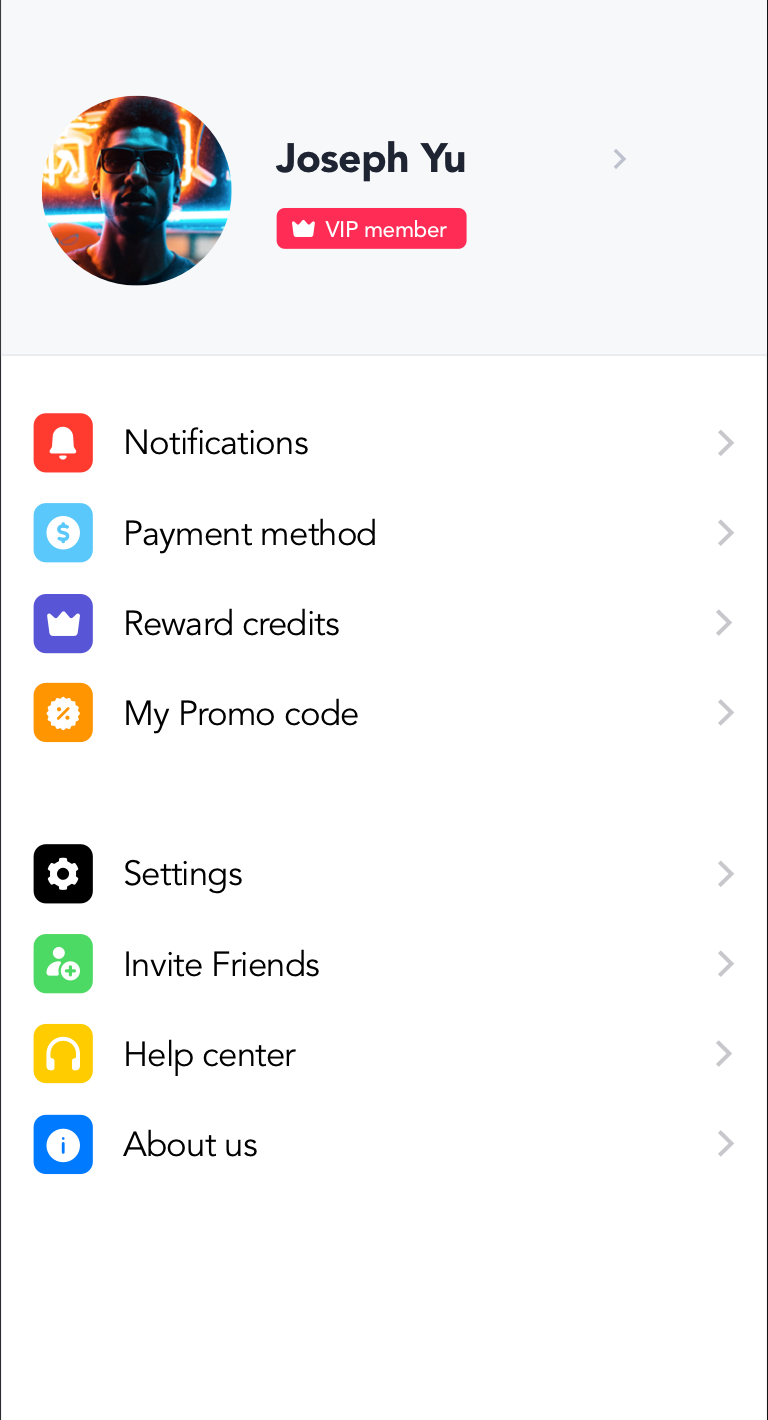 Joseph Yu
VIP member
Notifications
Payment method
Reward credits
My Promo code
Settings
Invite Friends
Help center
About us